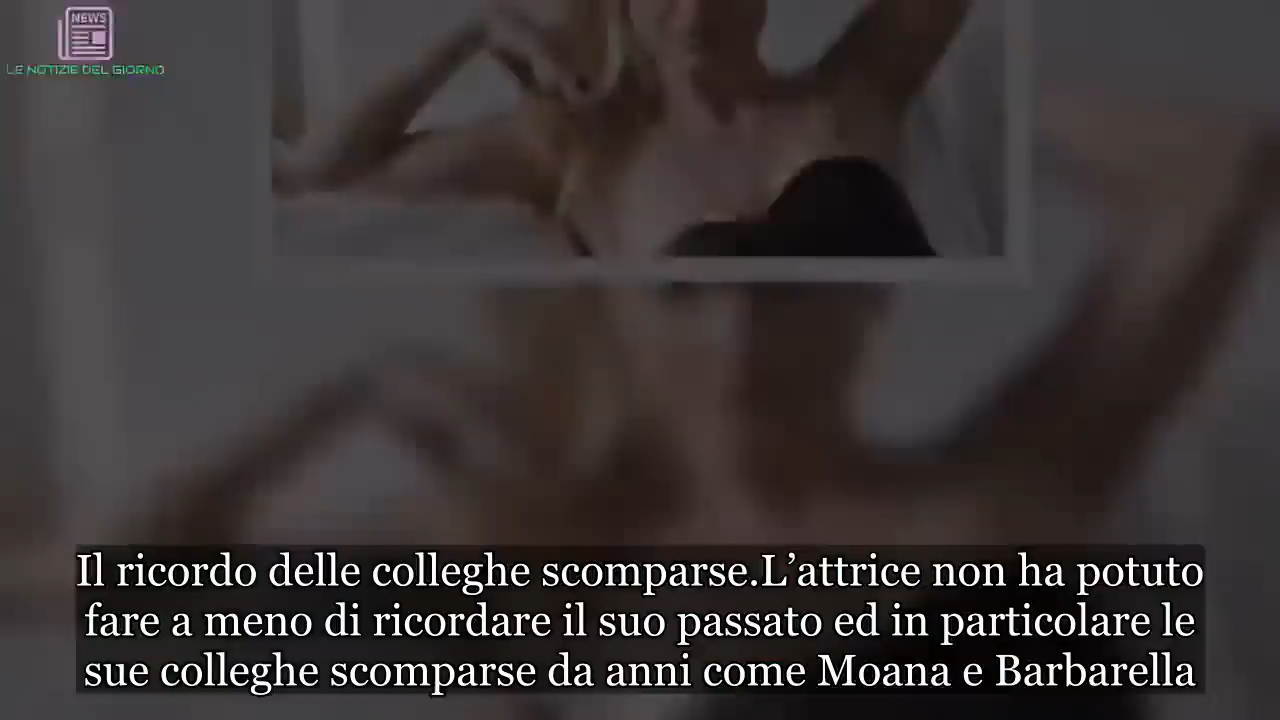 NEWS
LE NOTIZIE DEL GIORNO
Il ricordo delle colleghe scomparse.L’attrice non ha potuto
fare a meno di ricordare il suo passato ed in particolare le
sue colleghe scomparse da anni come Moana e Barbarella